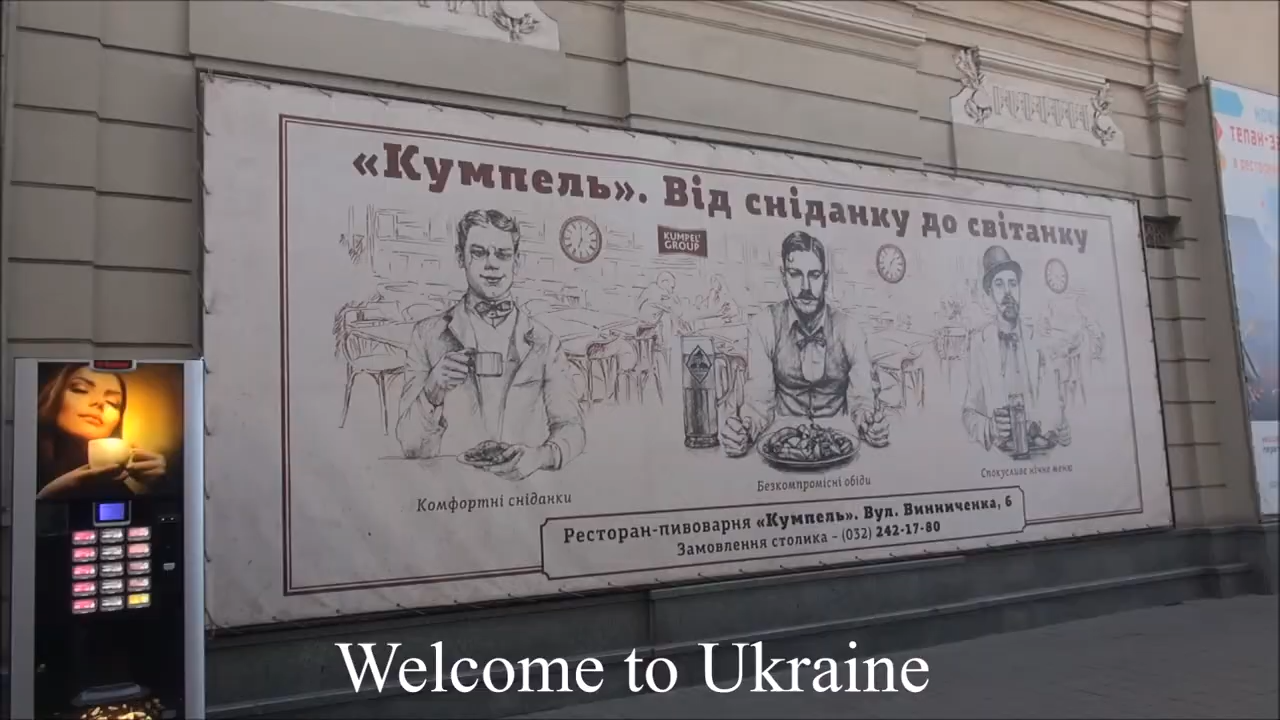 «Кумпель». Від сніданку до світанку
KUMPEL'
GROUP
Комфортні сніданки
Безкомпромісні обіди
Спокусливе нічне меню
Ресторан-пивоварня «Кумпель». Вул. Винниченка, 6
Замовлення столика - (032) 242-17-80
Welcome to Ukraine